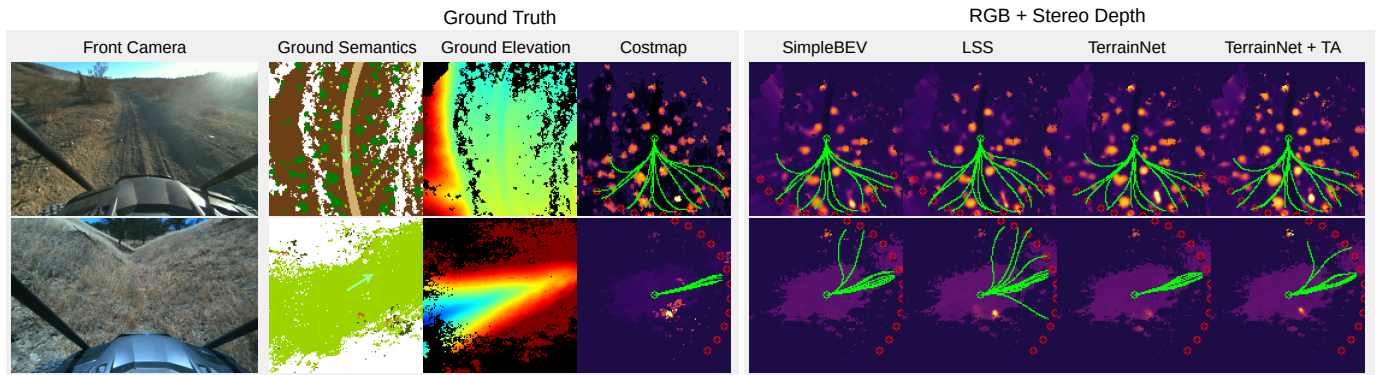 Ground Truth
RGB + Stereo Depth
Front Camera
Ground Semantics
Ground Elevation
Costmap
SimpleBEV
LSS
TerrainNet
TerrainNet + TA